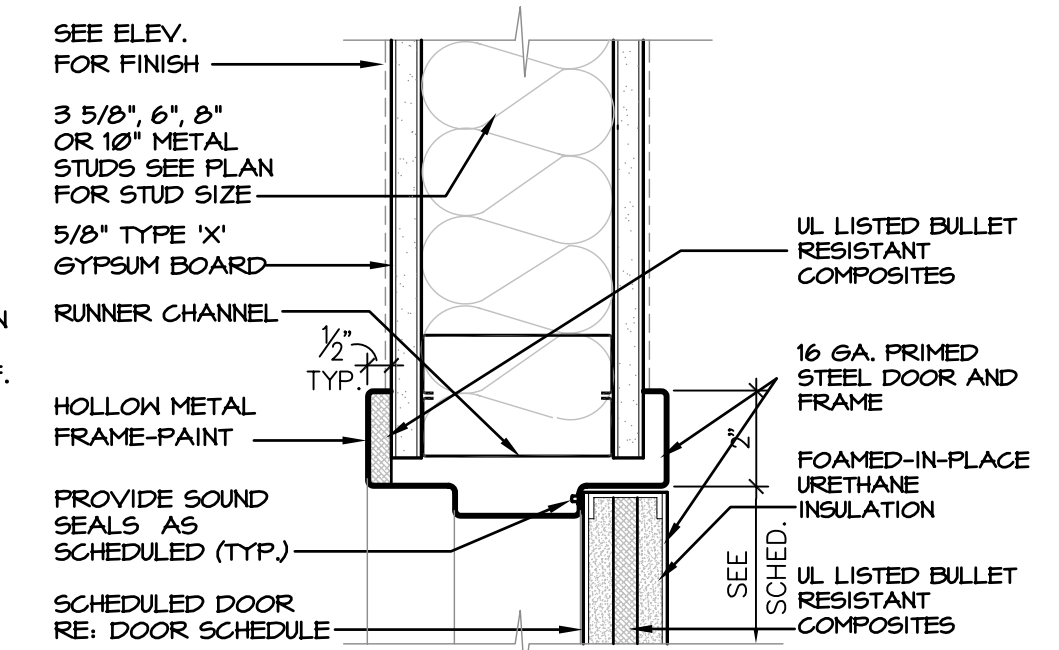 SEE ELEV.
FOR FINISH
3 5/8", 6", 8"
OR 10" METAL
STUDS SEE PLAN
FOR STUD SIZE
5/8" TYPE 'X'
GYPSUM BOARD
RUNNER CHANNEL
N
F.
1/2"
TYP.
HOLLOW METAL
FRAME-PAINT
PROVIDE SOUND
SEALS AS
SCHEDULED (TYP.)
SCHEDULED DOOR
RE: DOOR SCHEDULE
UL LISTED BULLET
RESISTANT
COMPOSITES
16 GA. PRIMED
STEEL DOOR AND
FRAME
2"
FOAMED-IN-PLACE
URETHANE
INSULATION
SEE
SCHED.
UL LISTED BULLET
RESISTANT
COMPOSITES